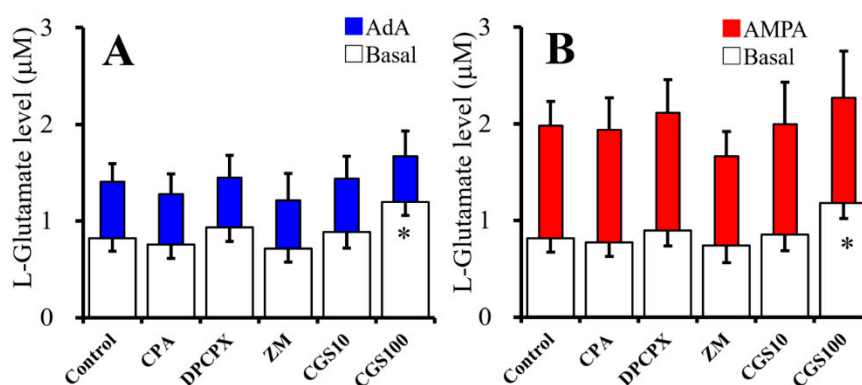 A
AdA
Basal
L-Glutamate level (μM)
3
2
1
0
*
Control
CPA
DPCPX
ZM
CGS10
CGS100
B
AMPA
Basal
L-Glutamate level (μM)
3
2
1
0
*
Control
CPA
DPCPX
ZM
CGS10
CGS100